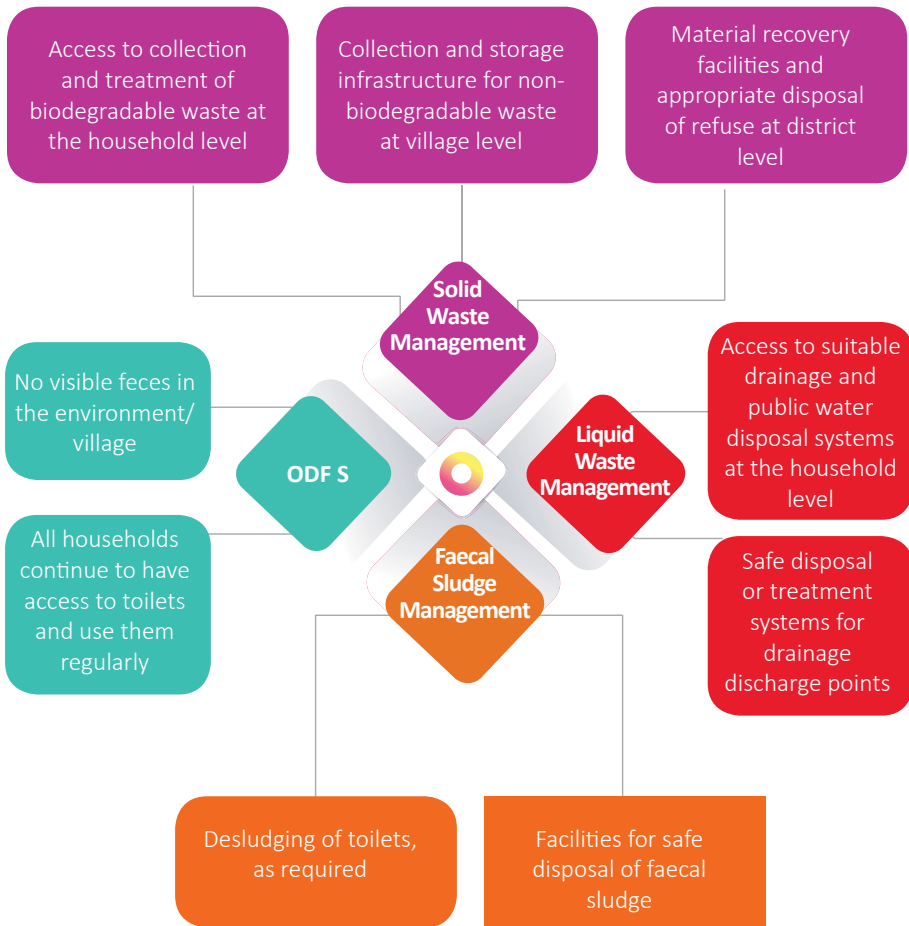 Access to collection
and treatment of
biodegradable waste at
the household level
Collection and storage
infrastructure for non-
biodegradable waste
at village level
Material recovery
facilities and
appropriate disposal
of refuse at district
level
Solid
Waste
Management
No visible feces in
the environment/
village
ODF S
All households
continue to have
access to toilets
and use them
regularly
Liquid
Waste
Management
Access to suitable
drainage and
public water
disposal systems
at the household
level
Safe disposal
or treatment
systems for
drainage
discharge points
Faecal
Sludge
Management
Desludging of toilets,
as required
Facilities for safe
disposal of faecal
sludge